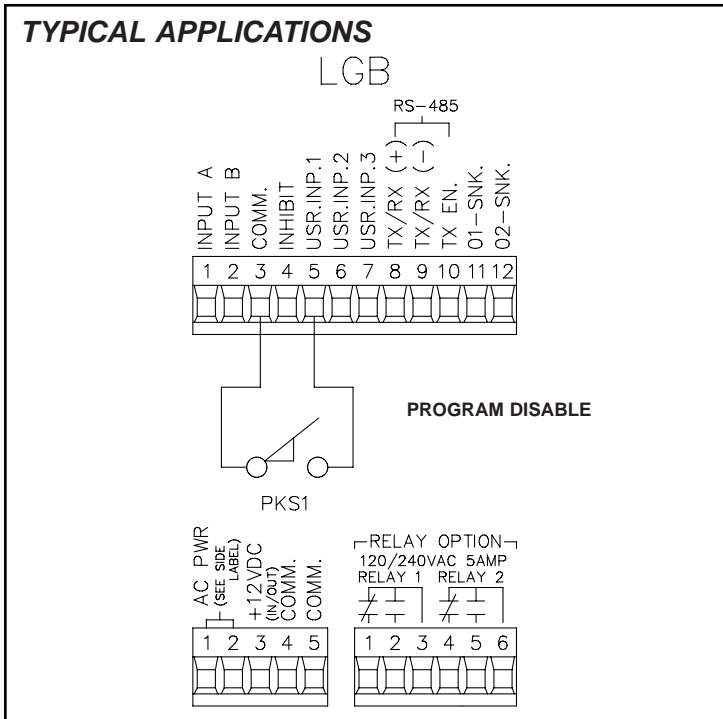 TYPICAL APPLICATIONS
LGB
RS-485
INPUT A
INPUT B
COMM.
INHIBIT
USR.INP.1
USR.INP.2
USR.INP.3
TX/RX (+)
TX/RX (-)
TX EN.
01-SNK.
02-SNK.
1 2 3 4 5 6 7 8 9 10 11 12
PROGRAM DISABLE
PKS1
AC PWR
(SEE SIDE
LABEL)
+12VDC
(IN/OUT)
COMM.
COMM.
1 2 3 4 5
RELAY OPTION
120/240VAC 5AMP
RELAY 1 RELAY 2
1 2 3 4 5 6